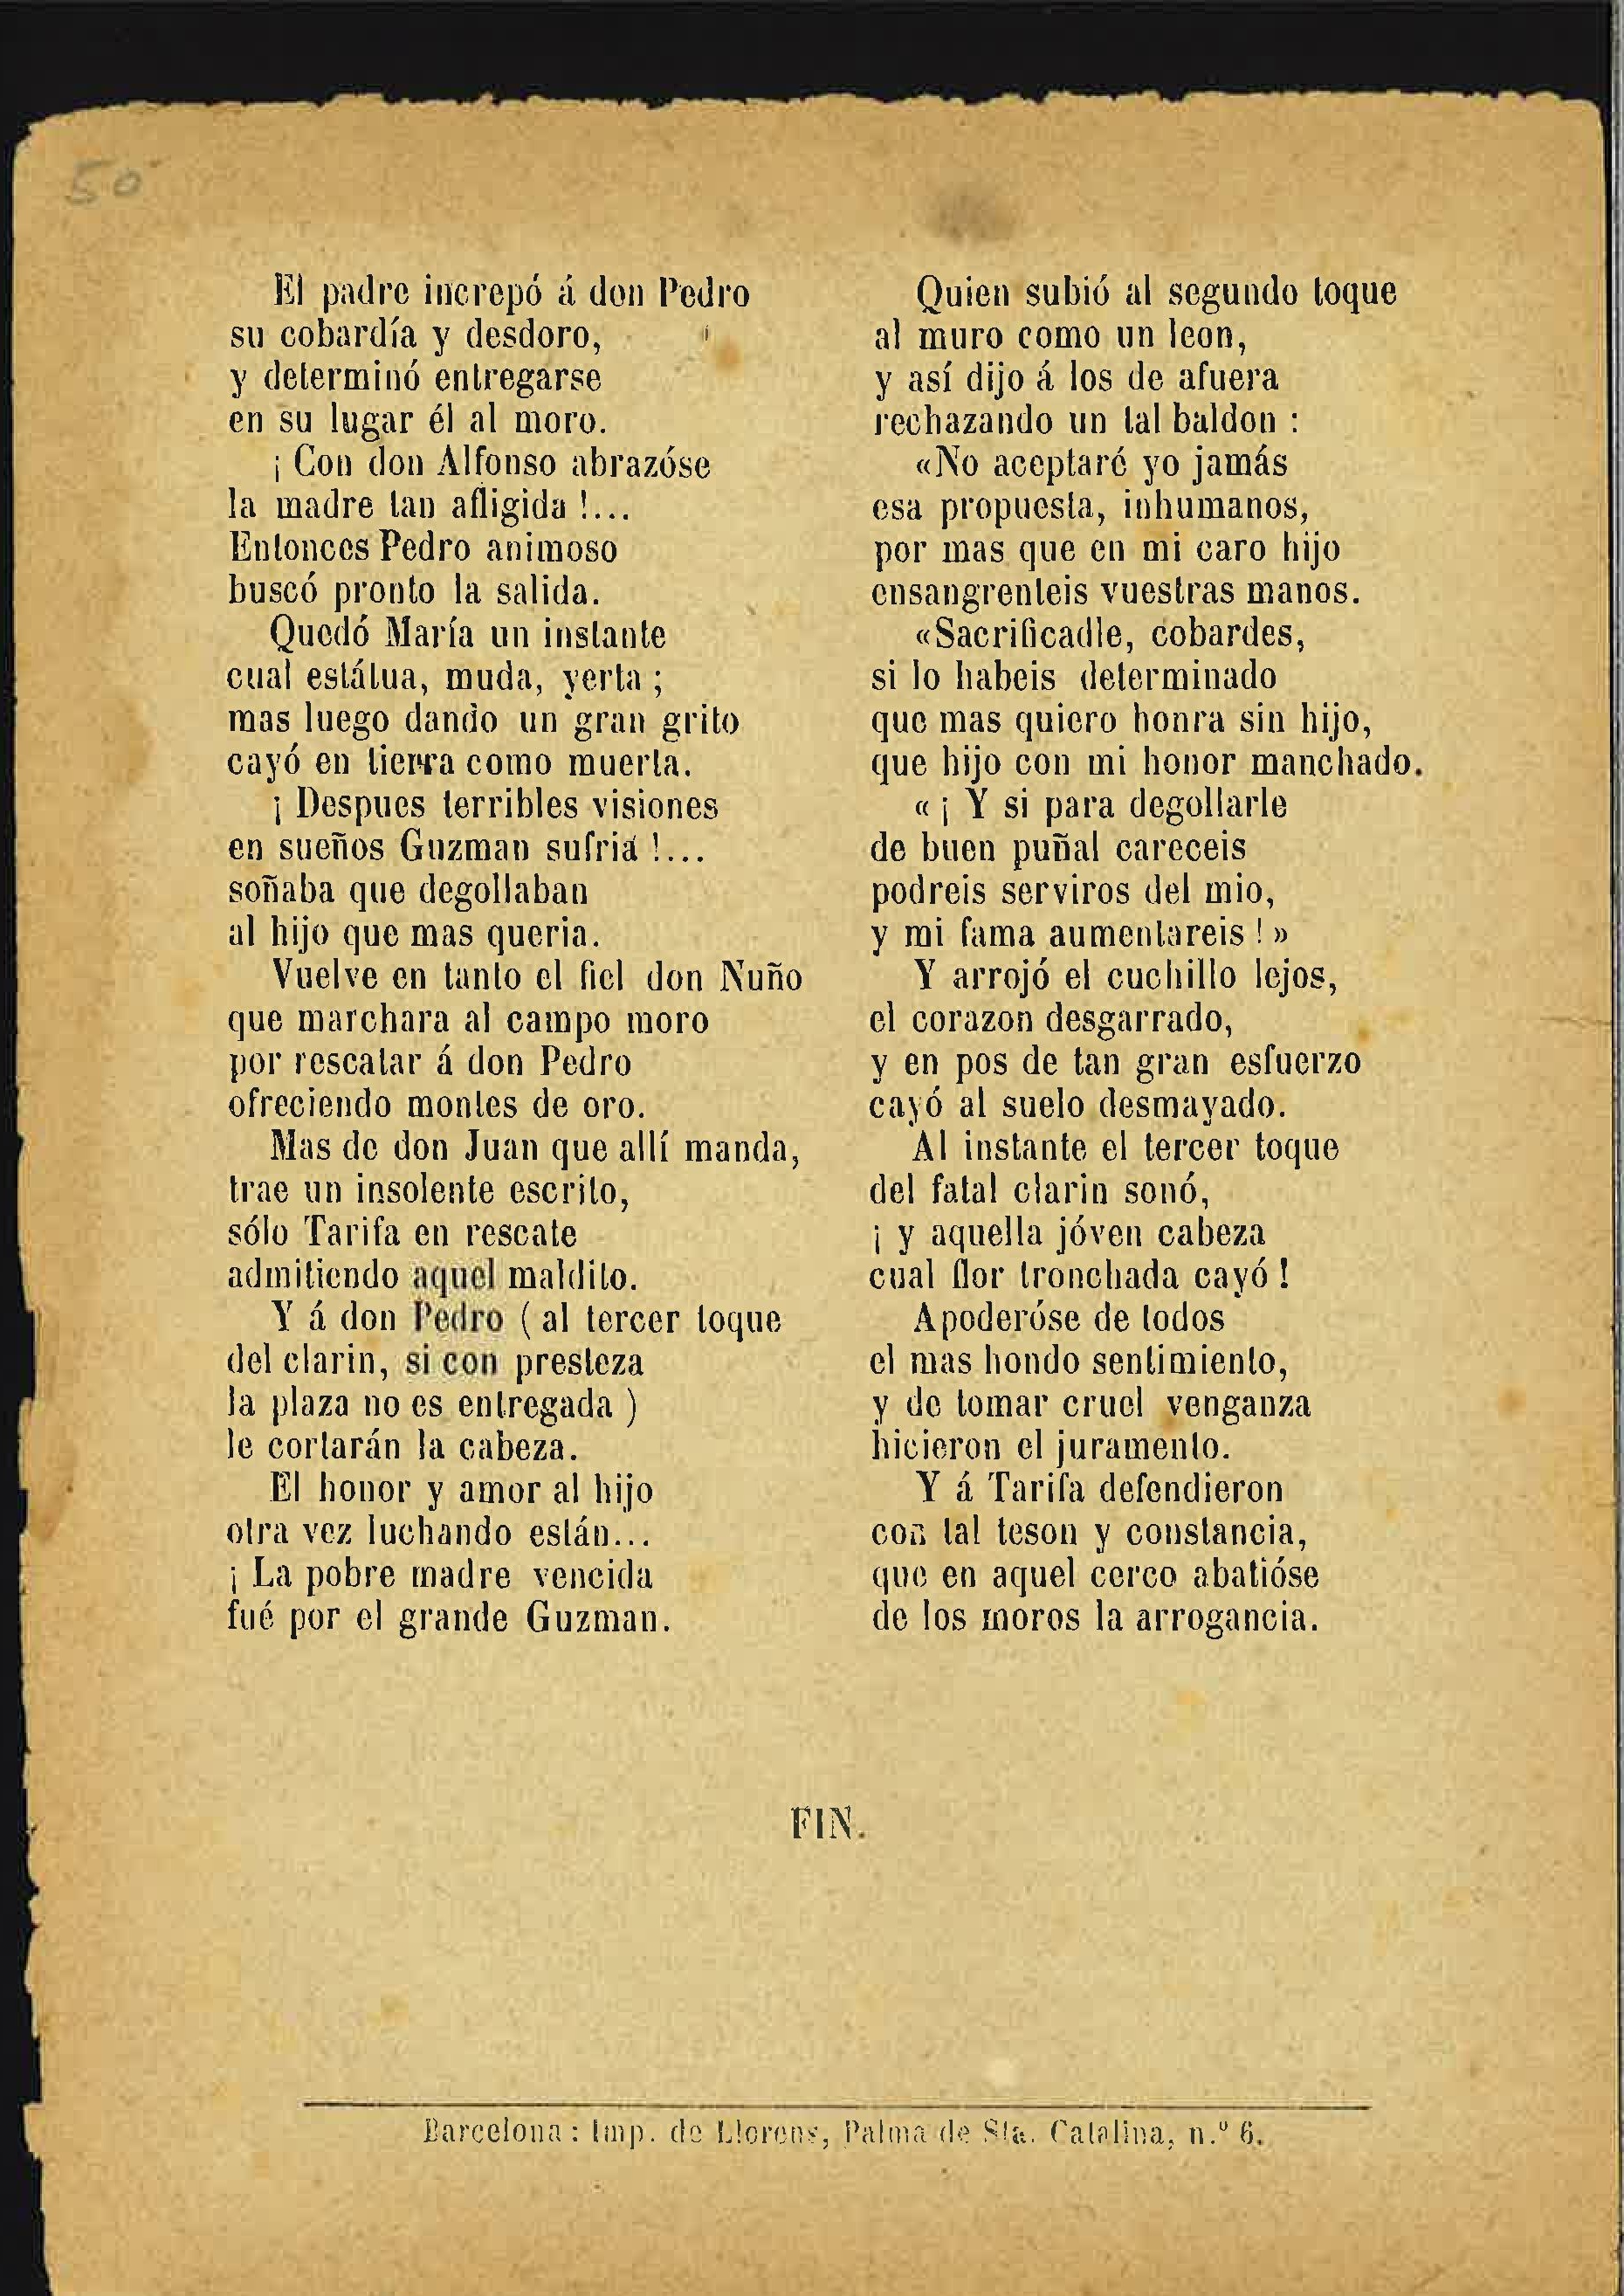 50
El padre increpó á don Pedro
su cobardía y desdoro,
y determinó entregarse
en su lugar él al moro.
¡ Con don Alfonso abrazóse
la madre tan afligida !...
Entonces Pedro animoso
buscó pronto la salida.
Quedó María un instante
cual estátua, muda, yerta ;
mas luego dando un gran grito
cayó en tierra como muerta.
¡ Despues terribles visiones
en sueños Guzman sufria !...
soñaba que degollaban
al hijo que mas queria.
Vuelve en tanto el fiel don Nuño
que marchara al campo moro
por rescatar á don Pedro
ofreciendo montes de oro.
Mas de don Juan que allí manda,
trae un insolente escrito,
sólo Tarifa en rescate
admitiendo aquel maldito.
Y á don Pedro ( al tercer toque
del clarin, si con presteza
la plaza no es entregada )
le cortarán la cabeza.
El honor y amor al hijo
otra vez luchando están...
¡ La pobre madre vencida
fué por el grande Guzman.
Quien subió al segundo toque
al muro como un leon,
y así dijo á los de afuera
rechazando un tal baldon :
«No aceptaré yo jamás
esa propuesta, inhumanos,
por mas que en mi caro hijo
ensangrenteis vuestras manos.
«Sacrificadle, cobardes,
si lo habeis determinado
que mas quiero honra sin hijo,
que hijo con mi honor manchado.
« ¡ Y si para degollarle
de buen puñal careceis
podreis serviros del mio,
y mi fama aumentareis ! »
Y arrojó el cuchillo lejos,
el corazon desgarrado,
y en pos de tan gran esfuerzo
cayó al suelo desmayado.
Al instante el tercer toque
del fatal clarin sonó,
¡ y aquella jóven cabeza
cual flor tronchada cayó !
Apoderóse de todos
el mas hondo sentimiento,
y de tomar cruel venganza
hicieron el juramento.
Y á Tarifa defendieron
con tal teson y constancia,
que en aquel cerco abatióse
de los moros la arrogancia.
FIN.
Barcelona : Imp. de Llorens, Palma de Sta. Catalina, n.º 6.